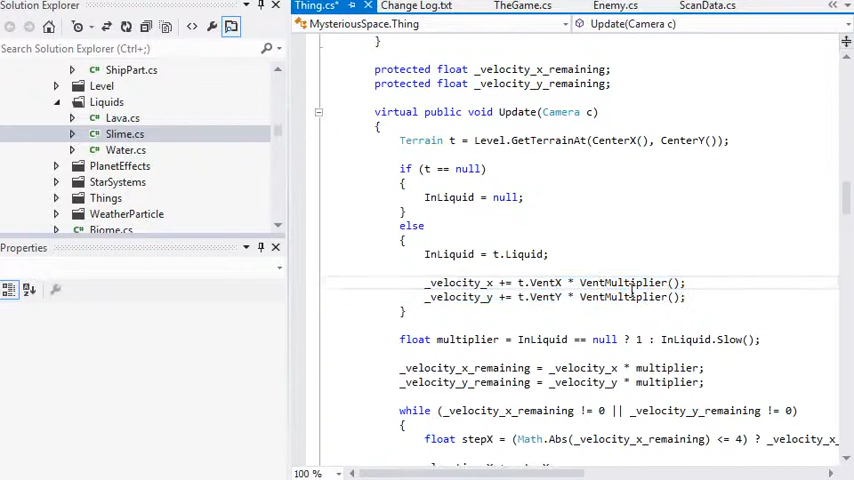 Solution Explorer
Search Solution Explorer
ShipPart.cs
Level
Liquids
Lava.cs
Slime.cs
Water.cs
PlanetEffects
StarSystems
Things
WeatherParticle
Biome.cs
Properties
Thing.cs*
Change Log.txt
TheGame.cs
Enemy.cs
ScanData.cs
MysteriousSpace.Thing
Update(Camera c)
}
protected float _velocity_x_remaining;
protected float _velocity_y_remaining;
virtual public void Update(Camera c)
{
Terrain t = Level.GetTerrainAt(CenterX(), CenterY());
if (t == null)
{
InLiquid = null;
}
else
{
InLiquid = t.Liquid;
_velocity_x += t.VentX * VentMultiplier();
_velocity_y += t.VentY * VentMultiplier();
}
float multiplier = InLiquid == null ? 1 : InLiquid.Slow();
_velocity_x_remaining = _velocity_x * multiplier;
_velocity_y_remaining = _velocity_y * multiplier;
while (_velocity_x_remaining != 0 || _velocity_y_remaining != 0)
{
float stepX = (Math.Abs(_velocity_x_remaining) <= 4) ? _velocity_x_
100 %